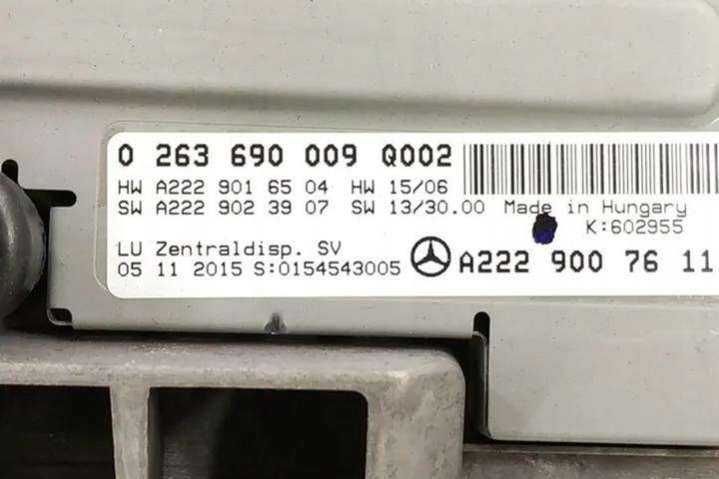 0 263 690 009 Q002
HW A222 901 65 04 HW 15/06
SW A222 902 39 07 SW 13/30.00 Made in Hungary
K:602955
LU Zentraldisp. SV
05 11 2015 S:0154543005 A222 900 76 11